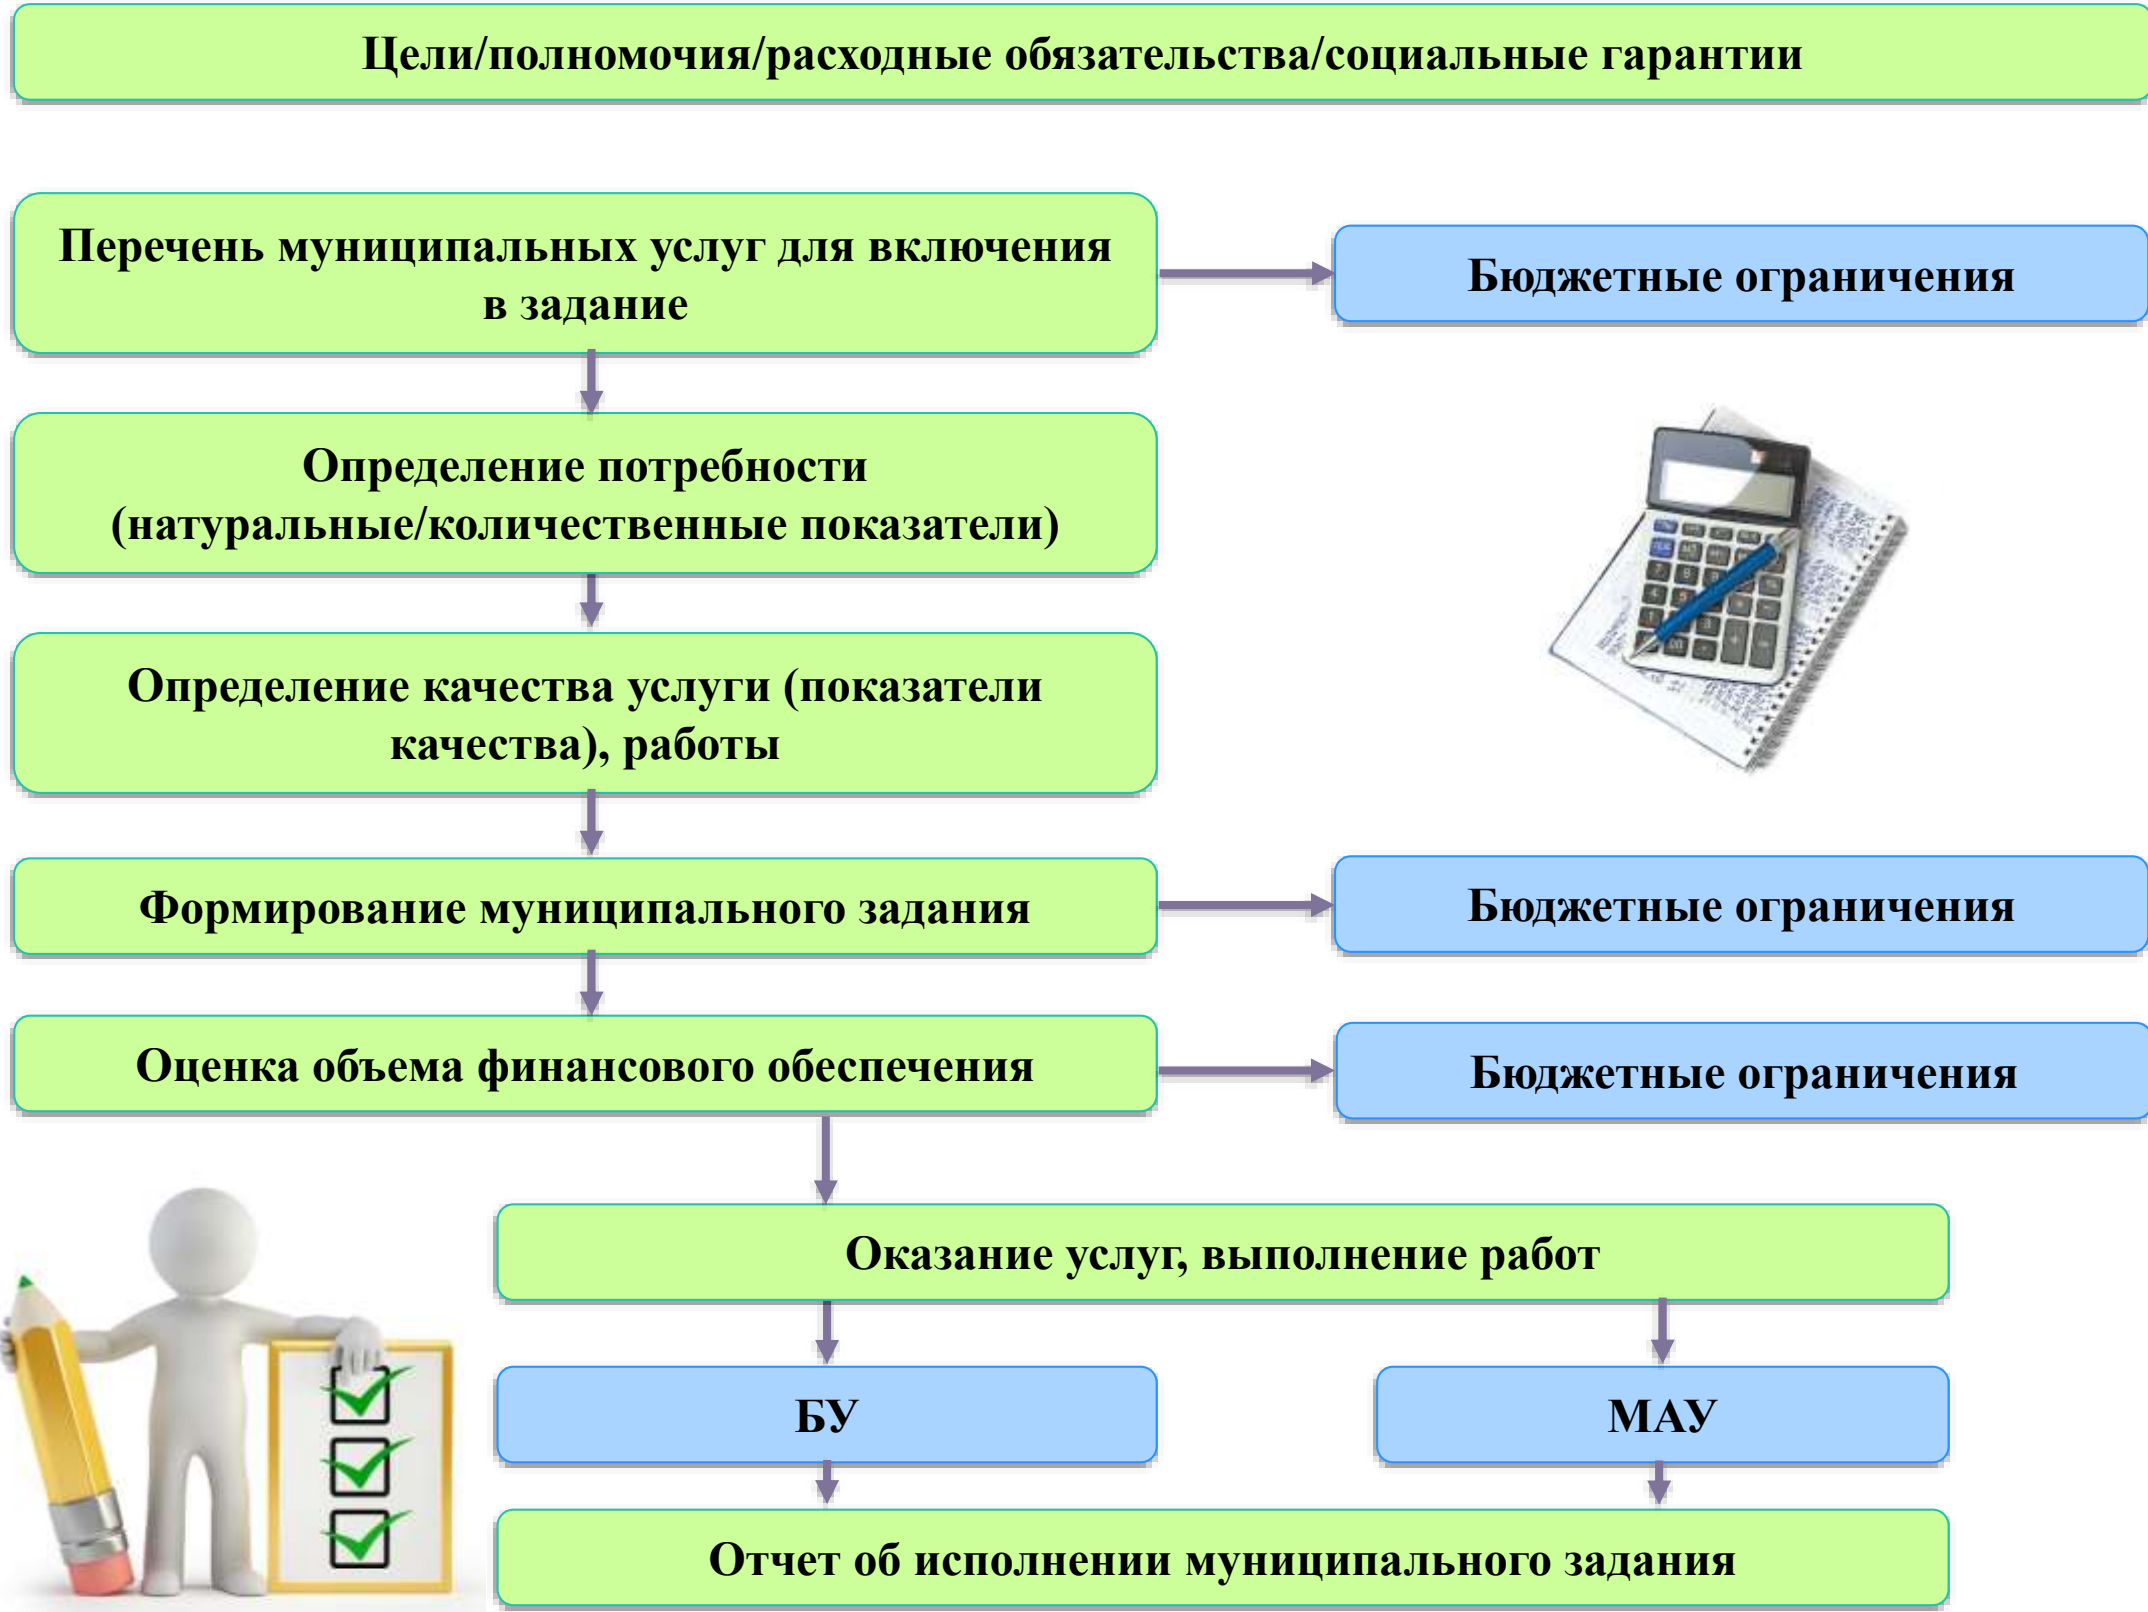 Цели/полномочия/расходные обязательства/социальные гарантии
Перечень муниципальных услуг для включения
в задание
Бюджетные ограничения
Определение потребности
(натуральные/количественные показатели)
Определение качества услуги (показатели
качества), работы
Формирование муниципального задания
Бюджетные ограничения
Оценка объема финансового обеспечения
Бюджетные ограничения
Оказание услуг, выполнение работ
БУ
МАУ
Отчет об исполнении муниципального задания